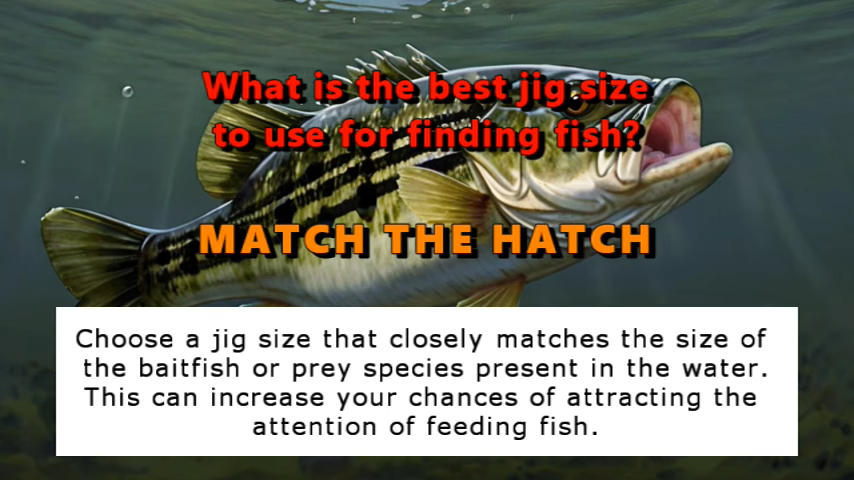 What is the best jig size
to use for finding fish?
MATCH THE HATCH
Choose a jig size that closely matches the size of
the baitfish or prey species present in the water.
This can increase your chances of attracting the
attention of feeding fish.